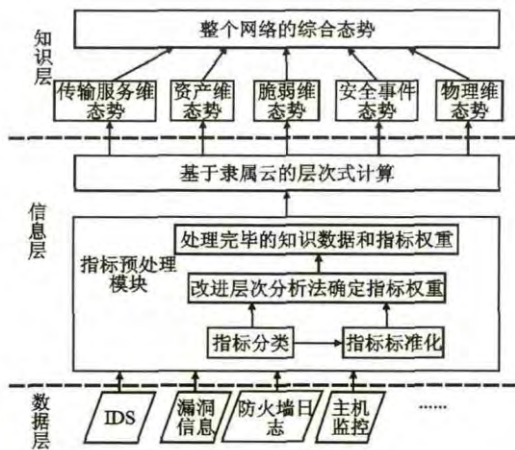 知识层
整个网络的综合态势
传输服务维
态势
资产维
态势
脆弱维
态势
安全事件
态势
物理维
态势
信息层
基于隶属云的层次式计算
指标预处理
模块
处理完毕的知识数据和指标权重
改进层次分析法确定指标权重
指标分类
指标标准化
数据层
IDS
漏洞
信息
防火墙日
志
主机
监控
······